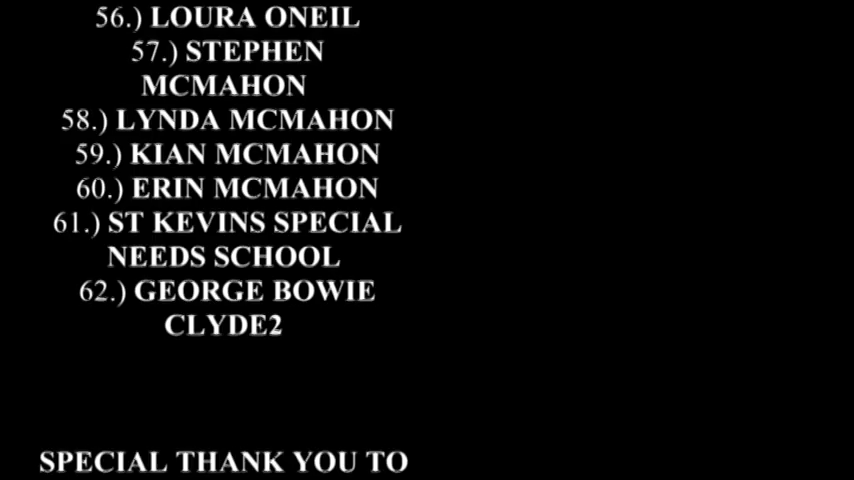 56.) LOURA ONEIL
57.) STEPHEN
MCMAHON
58.) LYNDA MCMAHON
59.) KIAN MCMAHON
60.) ERIN MCMAHON
61.) ST KEVINS SPECIAL
NEEDS SCHOOL
62.) GEORGE BOWIE
CLYDE2
SPECIAL THANK YOU TO